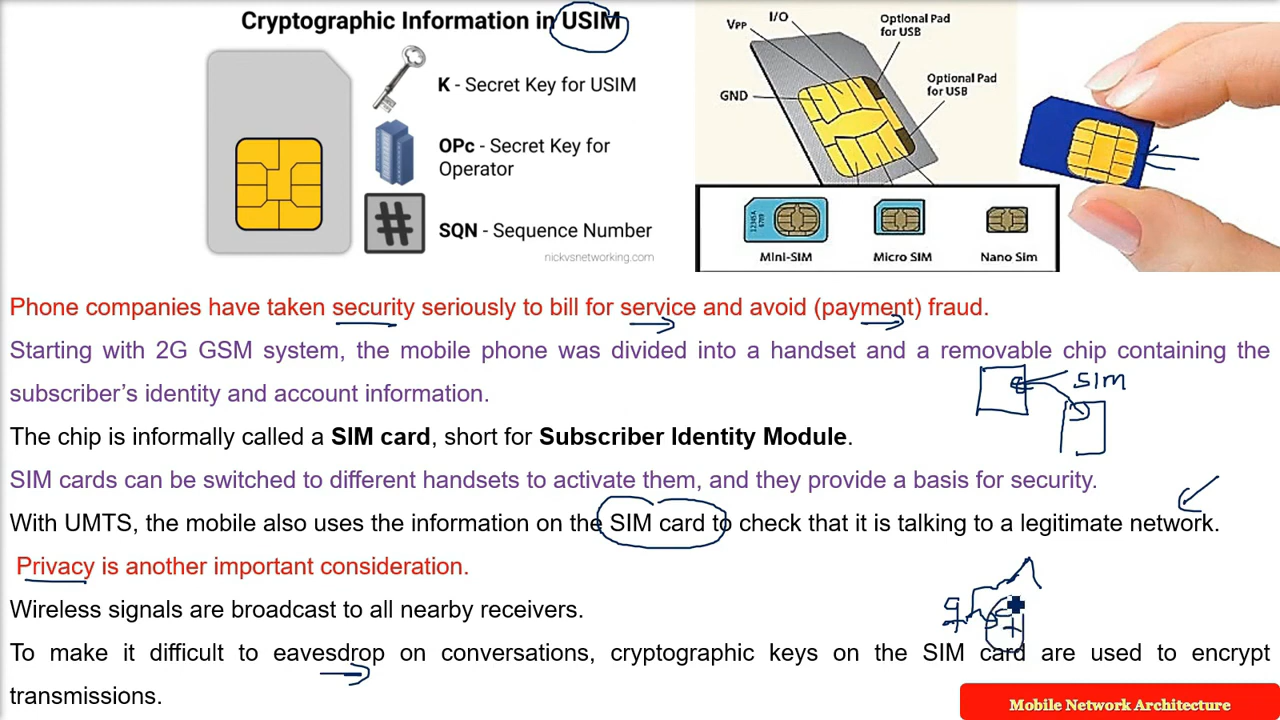 Cryptographic Information in USIM
K - Secret Key for USIM
OPc - Secret Key for
Operator
SQN - Sequence Number
nickvsnetworking.com
VPP
I/O
Optional Pad
for USB
Optional Pad
for USB
GND
Mini-SIM
Micro SIM
Nano Sim
Phone companies have taken security seriously to bill for service and avoid (payment) fraud.
Starting with 2G GSM system, the mobile phone was divided into a handset and a removable chip containing the
subscriber's identity and account information.
SIM
The chip is informally called a SIM card, short for Subscriber Identity Module.
SIM cards can be switched to different handsets to activate them, and they provide a basis for security.
With UMTS, the mobile also uses the information on the SIM card to check that it is talking to a legitimate network.
Privacy is another important consideration.
Wireless signals are broadcast to all nearby receivers.
To make it difficult to eavesdrop on conversations, cryptographic keys on the SIM card are used to encrypt
transmissions.
Mobile Network Architecture